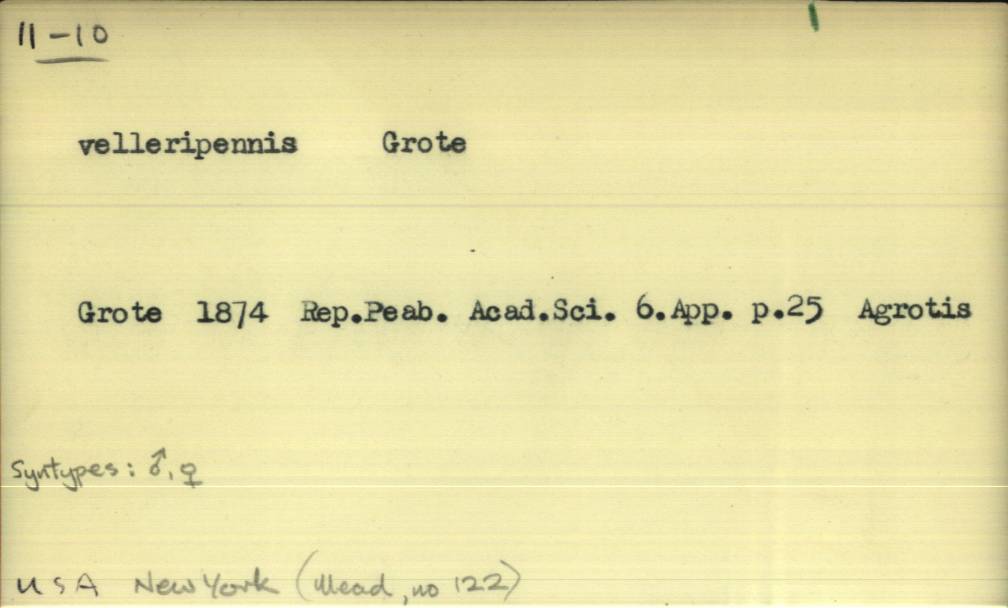 11-10
velleripennis Grote
Grote 1874 Rep.Peab. Acad.Sci. 6.App. p.25 Agrotis
Syntypes: ♂, ♀
USA New York (Mead, no 122)